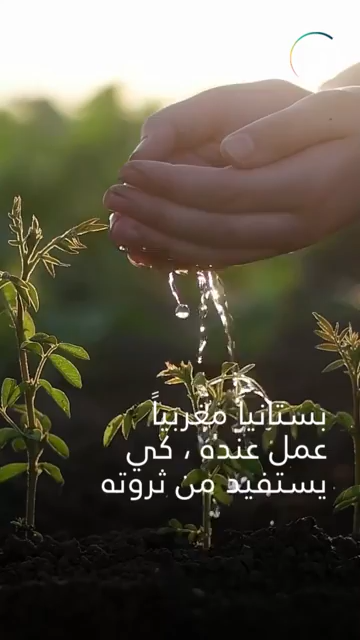 بستانياً مغربياً
عمل عنده ، كي
يستفيد من ثروته